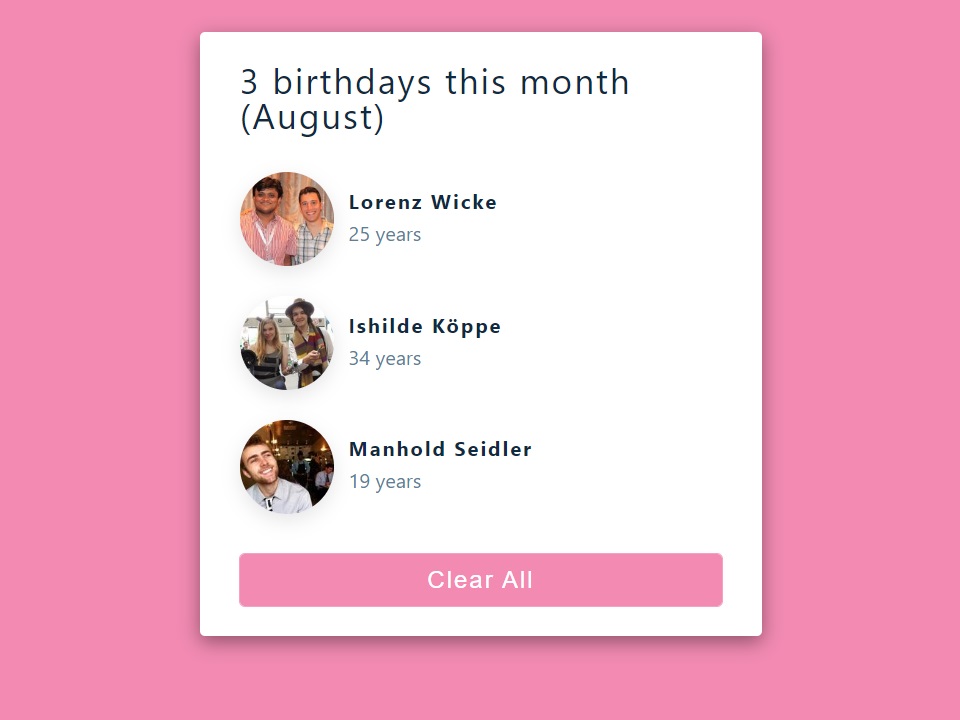 3 birthdays this month
(August)
Lorenz Wicke
25 years
Ishilde Köppe
34 years
Manhold Seidler
19 years
Clear All